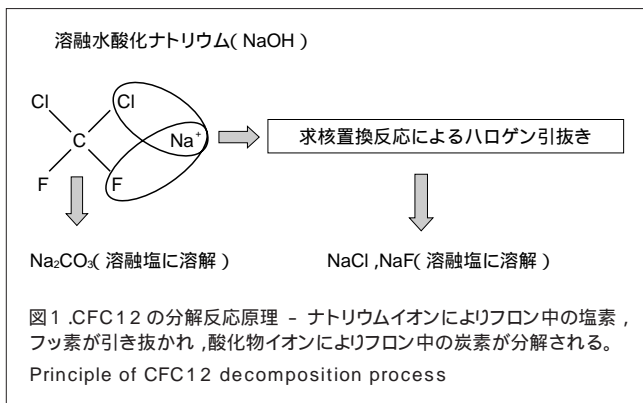 溶融水酸化ナトリウム( NaOH )
Cl Cl
C Na⁺ 求核置換反応によるハロゲン引抜き
F F
Na₂CO₃( 溶融塩に溶解 ) NaCl ,NaF( 溶融塩に溶解 )
図1 .CFC12 の分解反応原理 - ナトリウムイオンによりフロン中の塩素 ,
フッ素が引き抜かれ ,酸化物イオンによりフロン中の炭素が分解される。
Principle of CFC12 decomposition process